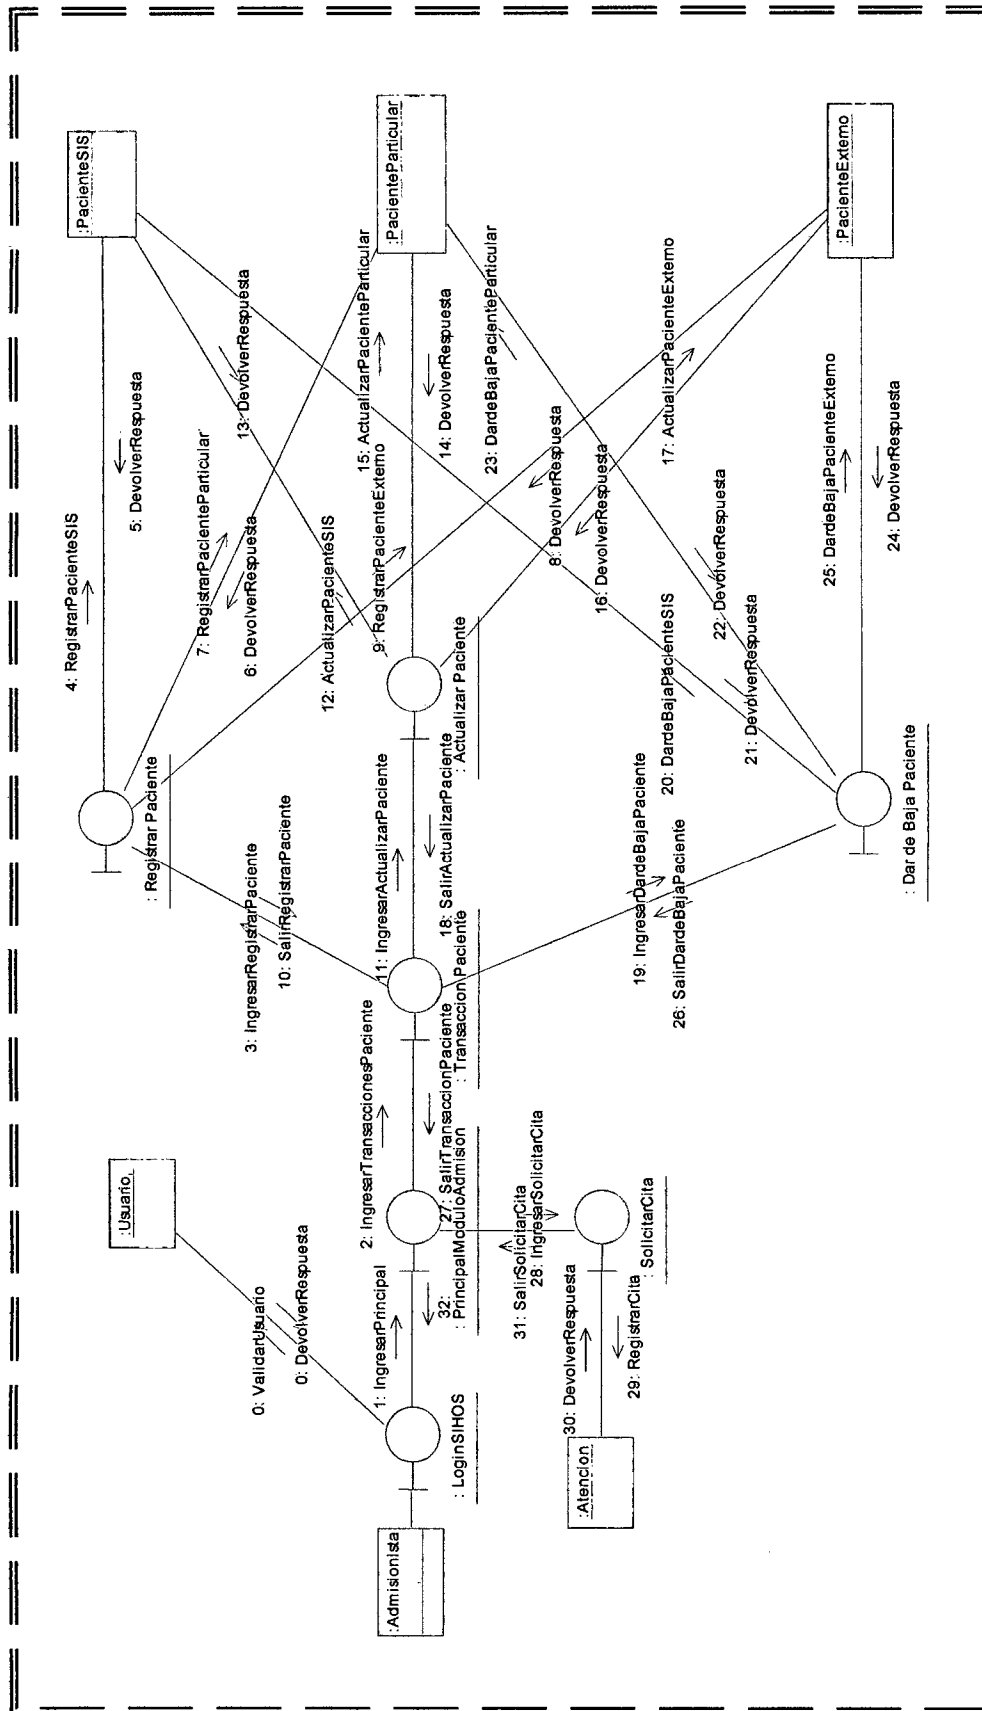 :PacienteSIS
:PacienteParticular
:PacienteExterno
4: RegistrarPacienteSIS
5: DevolverRespuesta
7: RegistrarPacienteParticular
6: DevolverRespuesta
13: DevolverRespuesta
12: ActualizarPacienteSIS
9: RegistrarPacienteExterno
15: ActualizarPacienteParticular
14: DevolverRespuesta
23: DardeBajaPacienteParticular
8: DevolverRespuesta
16: DevolverRespuesta
17: ActualizarPacienteExterno
20: DardeBajaPacienteSIS
21: DevolverRespuesta
22: DevolverRespuesta
25: DardeBajaPacienteExterno
24: DevolverRespuesta
: Registrar Paciente
: Actualizar Paciente
: Dar de Baja Paciente
3: IngresarRegistrarPaciente
10: SalirRegistrarPaciente
11: IngresarActualizarPaciente
18: SalirActualizarPaciente
19: IngresarDardeBajaPaciente
26: SalirDardeBajaPaciente
: Transaccion Paciente
2: IngresarTransaccionesPaciente
27: SalirTransaccionPaciente
32:
: PrincipalModuloAdmision
:Usuario
0: ValidarUsuario
0: DevolverRespuesta
1: IngresarPrincipal
31: SalirSolicitarCita
28: IngresarSolicitarCita
: SolicitarCita
: LoginSIHOS
30: DevolverRespuesta
29: RegistrarCita
:Admisionista
:Atencion